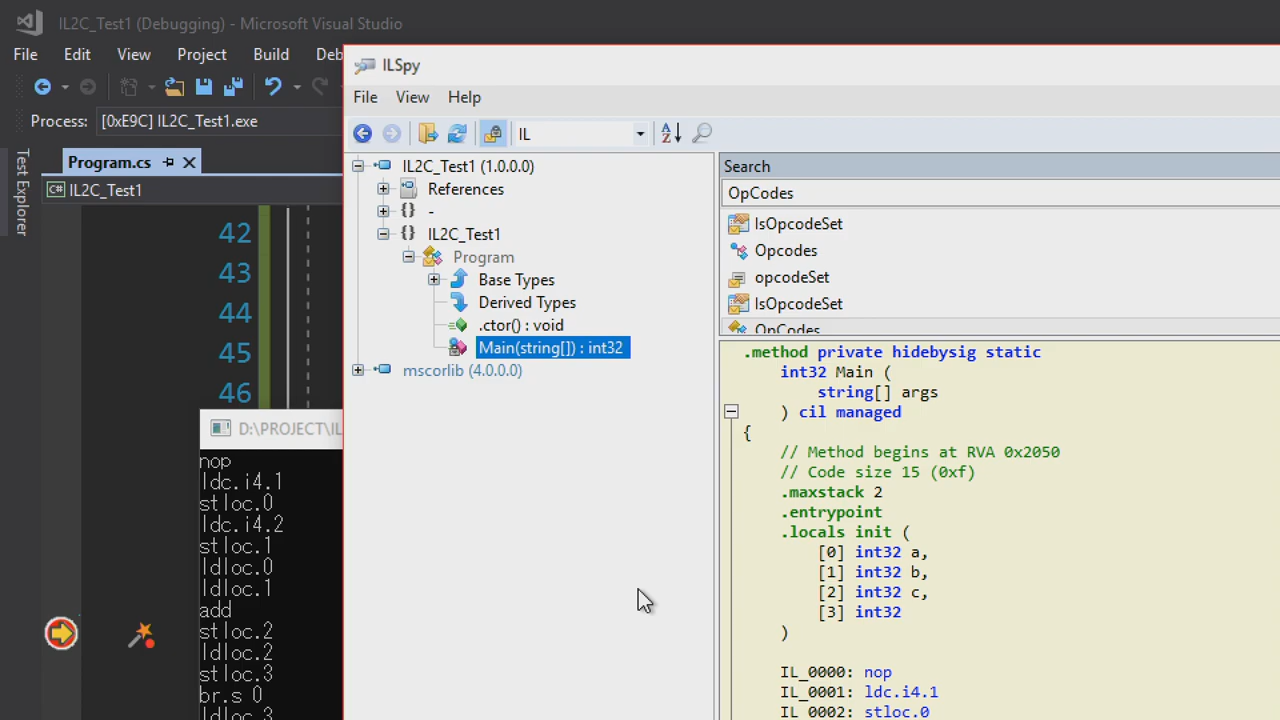 IL2C_Test1 (Debugging) - Microsoft Visual Studio
File Edit View Project Build Deb
Process: [0xE9C] IL2C_Test1.exe
Test Explorer
Program.cs
C# IL2C_Test1
42
43
44
45
46
D:\PROJECT\IL
nop
ldc.i4.1
stloc.0
ldc.i4.2
stloc.1
ldloc.0
ldloc.1
add
stloc.2
ldloc.2
stloc.3
br.s 0
ldloc.3
ILSpy
File View Help
IL
IL2C_Test1 (1.0.0.0)
References
{} -
{} IL2C_Test1
Program
Base Types
Derived Types
.ctor() : void
Main(string[]) : int32
mscorlib (4.0.0.0)
Search
OpCodes
IsOpcodeSet
Opcodes
opcodeSet
IsOpcodeSet
OpCodes
.method private hidebysig static
int32 Main (
string[] args
) cil managed
{
// Method begins at RVA 0x2050
// Code size 15 (0xf)
.maxstack 2
.entrypoint
.locals init (
[0] int32 a,
[1] int32 b,
[2] int32 c,
[3] int32
)
IL_0000: nop
IL_0001: ldc.i4.1
IL_0002: stloc.0